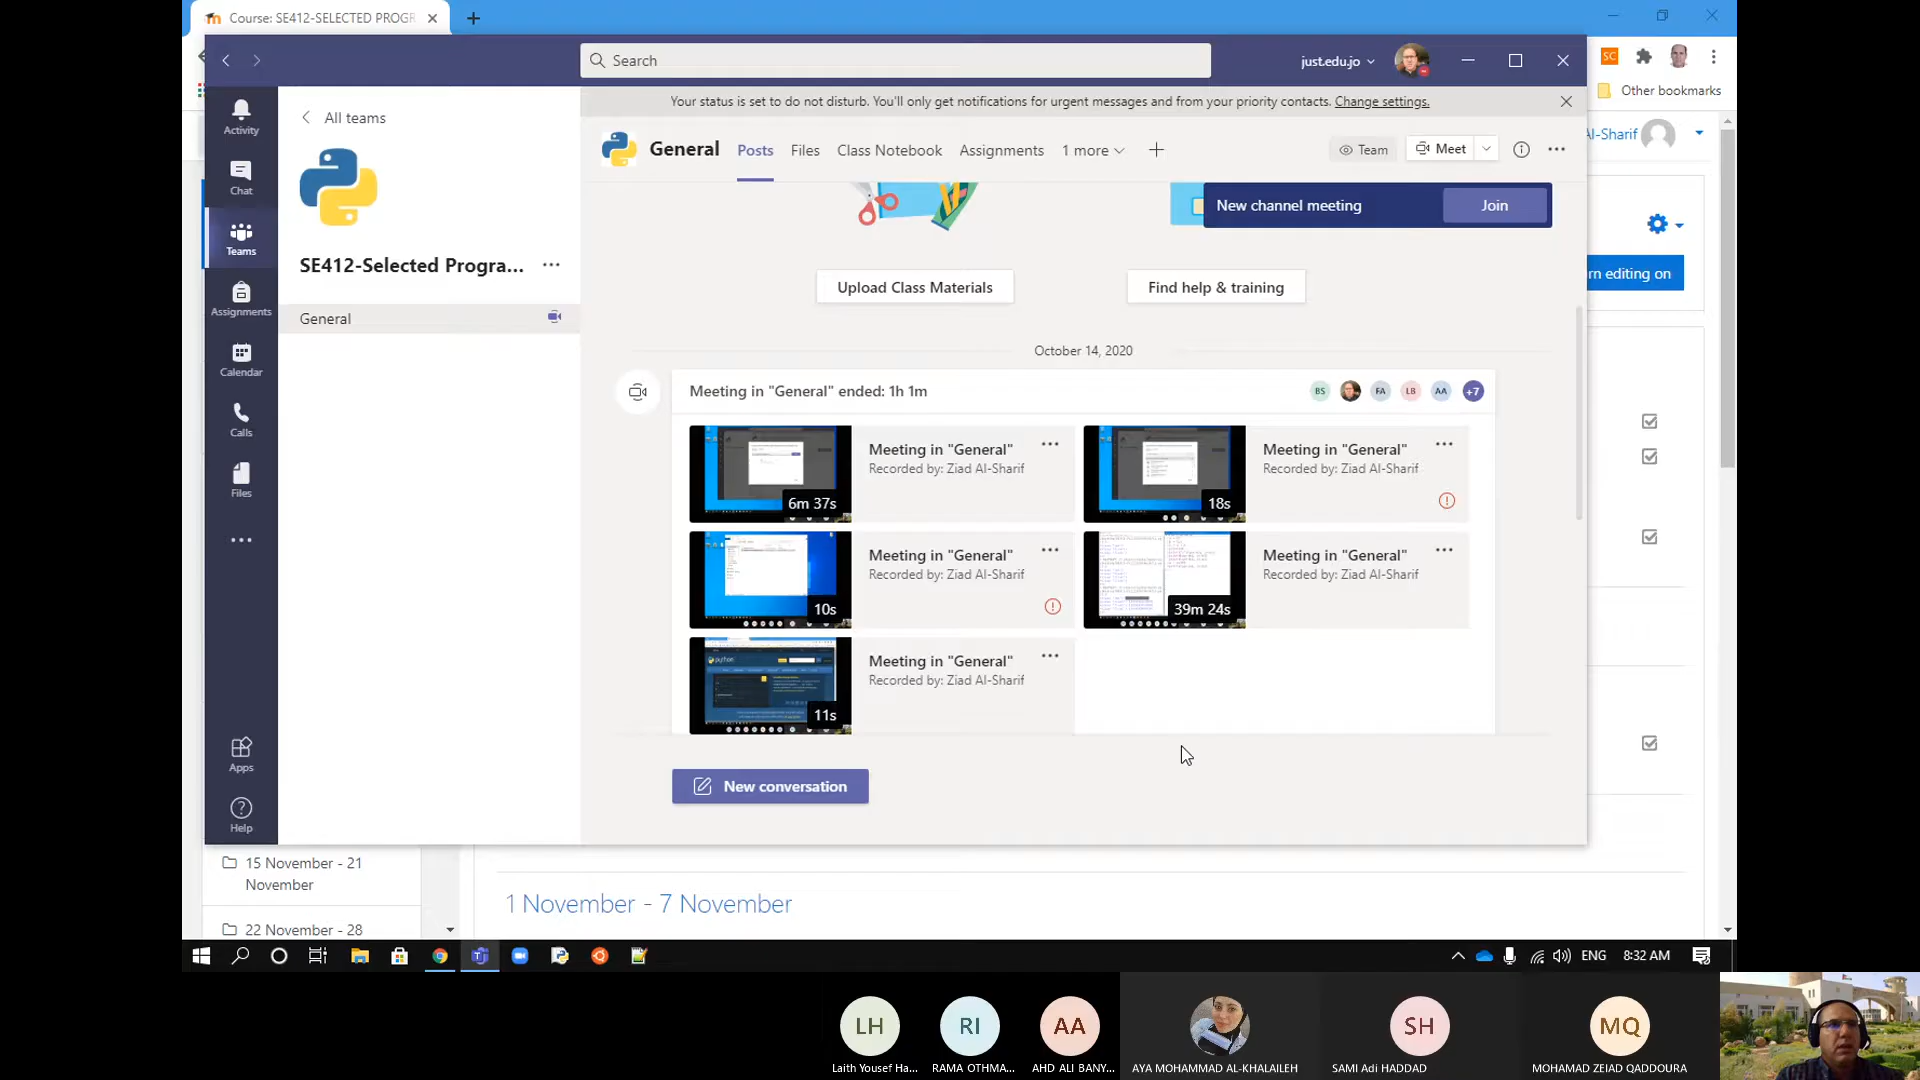 Course: SE412-SELECTED PROGR
Search
just.edu.jo
Other bookmarks
Your status is set to do not disturb. You'll only get notifications for urgent messages and from your priority contacts. Change settings.
Activity
Chat
Teams
Assignments
Calendar
Calls
Files
Apps
Help
All teams
SE412-Selected Progra...
General
General
Posts
Files
Class Notebook
Assignments
1 more
Team
Meet
Al-Sharif
New channel meeting
Join
Upload Class Materials
Find help & training
rn editing on
October 14, 2020
Meeting in "General" ended: 1h 1m
BS
FA
LB
AA
+7
Meeting in "General"
Recorded by: Ziad Al-Sharif
6m 37s
Meeting in "General"
Recorded by: Ziad Al-Sharif
18s
Meeting in "General"
Recorded by: Ziad Al-Sharif
10s
Meeting in "General"
Recorded by: Ziad Al-Sharif
39m 24s
python
Meeting in "General"
Recorded by: Ziad Al-Sharif
11s
New conversation
15 November - 21
November
22 November - 28
1 November - 7 November
ENG
8:32 AM
LH
Laith Yousef Ha...
RI
RAMA OTHMA...
AA
AHD ALI BANY...
AYA MOHAMMAD AL-KHALAILEH
SH
SAMI Adi HADDAD
MQ
MOHAMAD ZEIAD QADDOURA